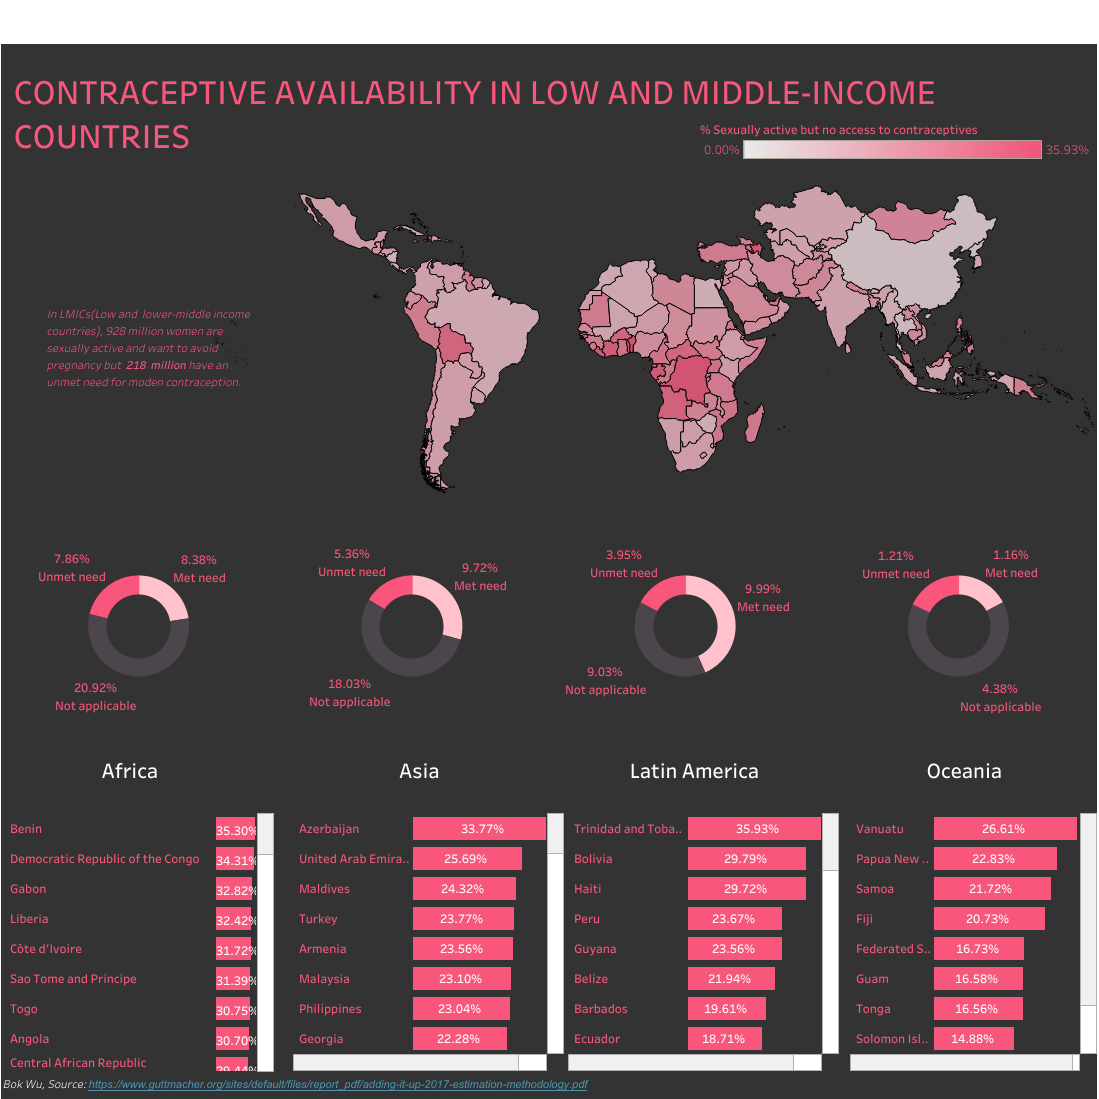 CONTRACEPTIVE AVAILABILITY IN LOW AND MIDDLE-INCOME
COUNTRIES
% Sexually active but no access to contraceptives
0.00%
35.93%
In LMICs(Low and lower-middle income
countries), 928 million women are
sexually active and want to avoid
pregnancy but 218 million have an
unmet need for moden contraception.
7.86%
Unmet need
8.38%
Met need
20.92%
Not applicable
5.36%
Unmet need
9.72%
Met need
18.03%
Not applicable
3.95%
Unmet need
9.99%
Met need
9.03%
Not applicable
1.21%
Unmet need
1.16%
Met need
4.38%
Not applicable
Africa
Benin 35.30%
Democratic Republic of the Congo 34.31%
Gabon 32.82%
Liberia 32.42%
Côte d'Ivoire 31.72%
Sao Tome and Principe 31.39%
Togo 30.75%
Angola 30.70%
Central African Republic 29.44%
Asia
Azerbaijan 33.77%
United Arab Emira.. 25.69%
Maldives 24.32%
Turkey 23.77%
Armenia 23.56%
Malaysia 23.10%
Philippines 23.04%
Georgia 22.28%
Latin America
Trinidad and Toba.. 35.93%
Bolivia 29.79%
Haiti 29.72%
Peru 23.67%
Guyana 23.56%
Belize 21.94%
Barbados 19.61%
Ecuador 18.71%
Oceania
Vanuatu 26.61%
Papua New .. 22.83%
Samoa 21.72%
Fiji 20.73%
Federated S.. 16.73%
Guam 16.58%
Tonga 16.56%
Solomon Isl.. 14.88%
Bok Wu, Source: https://www.guttmacher.org/sites/default/files/report_pdf/adding-it-up-2017-estimation-methodology.pdf